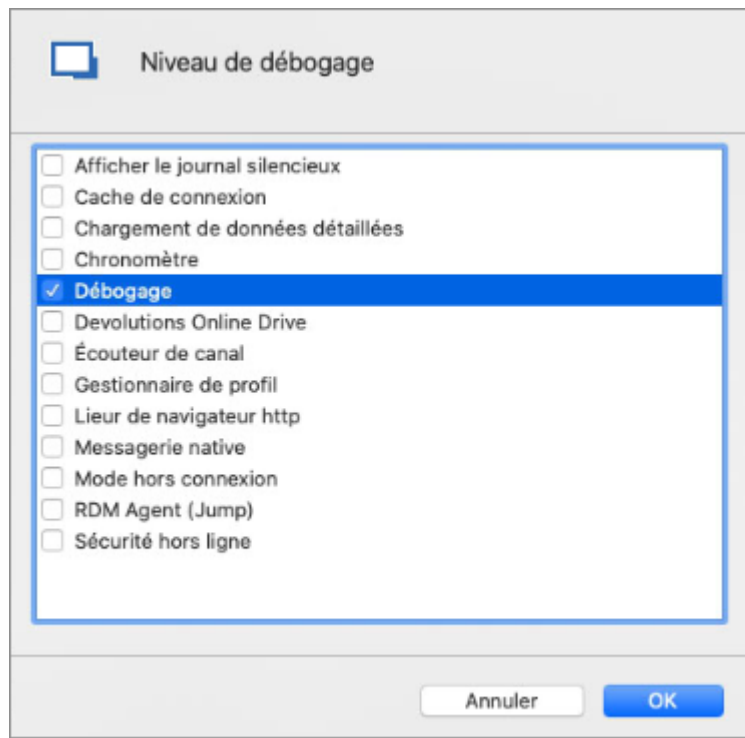 Niveau de débogage
Afficher le journal silencieux
Cache de connexion
Chargement de données détaillées
Chronomètre
Débogage
Devolutions Online Drive
Écouteur de canal
Gestionnaire de profil
Lieur de navigateur http
Messagerie native
Mode hors connexion
RDM Agent (Jump)
Sécurité hors ligne
Annuler OK